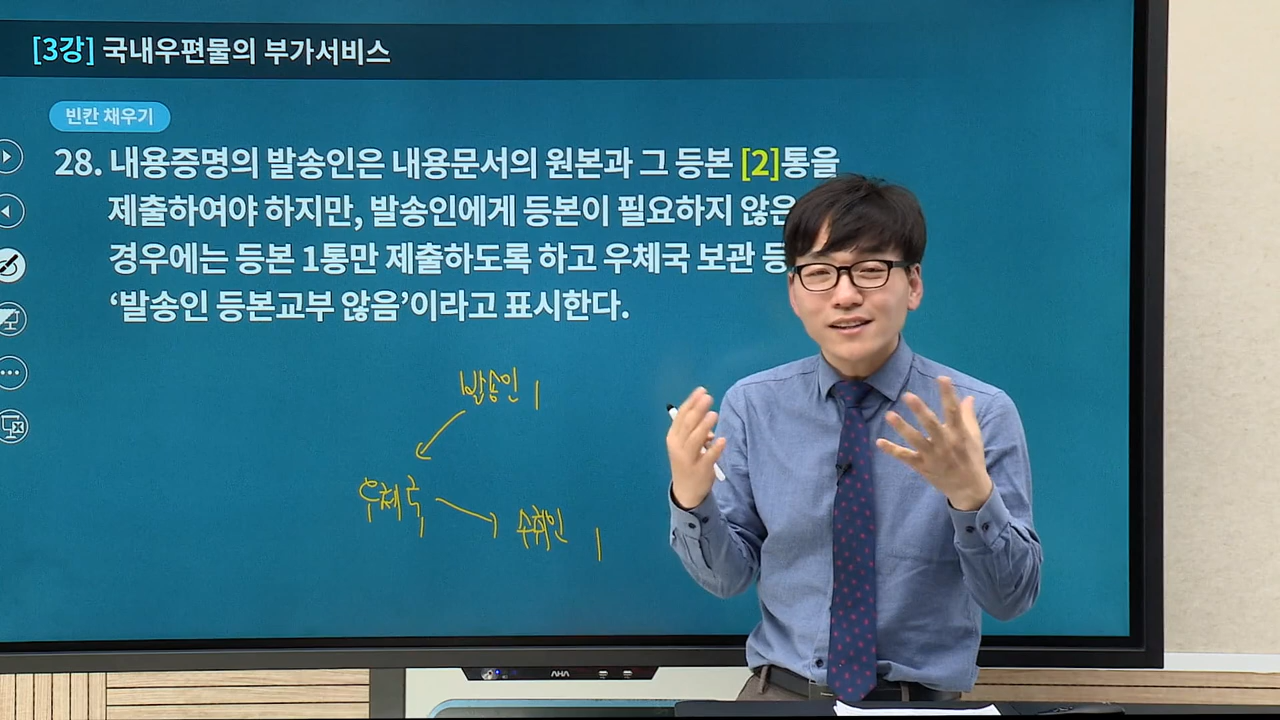 [3강] 국내우편물의 부가서비스
빈칸 채우기
28. 내용증명의 발송인은 내용문서의 원본과 그 등본 [2]통을
제출하여야 하지만, 발송인에게 등본이 필요하지 않은
경우에는 등본 1통만 제출하도록 하고 우체국 보관 등
‘발송인 등본교부 않음’이라고 표시한다.
발송인 1
우체국
수취인 1
AHA